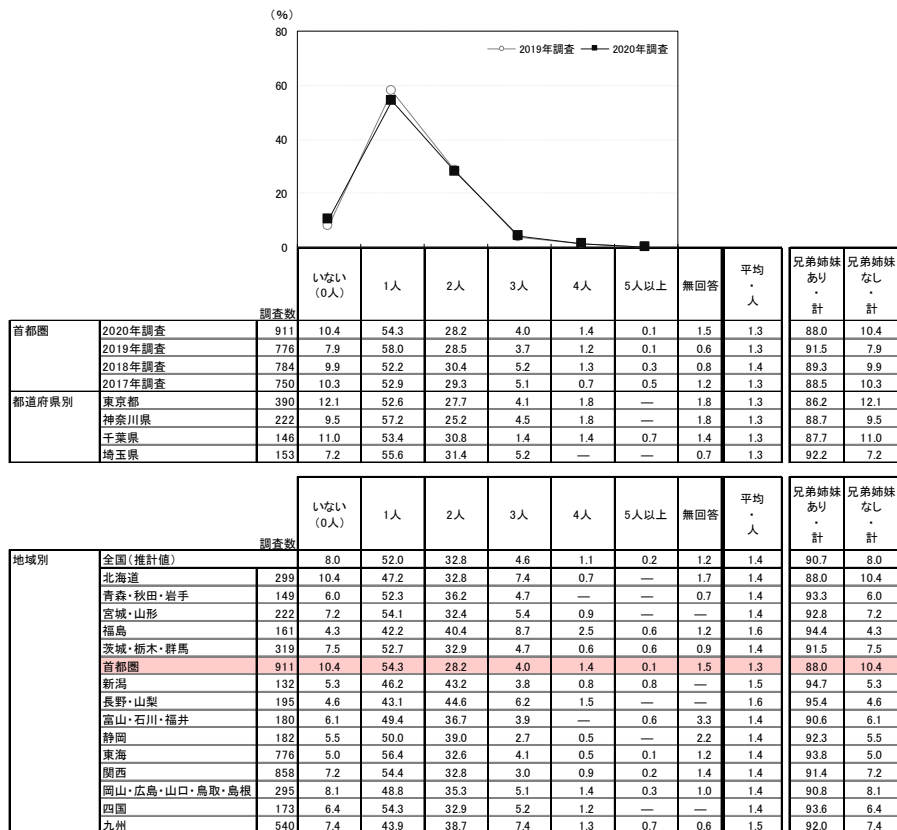 (%)
80
2019年調査 2020年調査
60
40
20
0
調査数 いない(0人) 1人 2人 3人 4人 5人以上 無回答 平均・人 兄弟姉妹あり・計 兄弟姉妹なし・計
首都圏 2020年調査 911 10.4 54.3 28.2 4.0 1.4 0.1 1.5 1.3 88.0 10.4
2019年調査 776 7.9 58.0 28.5 3.7 1.2 0.1 0.6 1.3 91.5 7.9
2018年調査 784 9.9 52.2 30.4 5.2 1.3 0.3 0.8 1.4 89.3 9.9
2017年調査 750 10.3 52.9 29.3 5.1 0.7 0.5 1.2 1.3 88.5 10.3
都道府県別 東京都 390 12.1 52.6 27.7 4.1 1.8 — 1.8 1.3 86.2 12.1
神奈川県 222 9.5 57.2 25.2 4.5 1.8 — 1.8 1.3 88.7 9.5
千葉県 146 11.0 53.4 30.8 1.4 1.4 0.7 1.4 1.3 87.7 11.0
埼玉県 153 7.2 55.6 31.4 5.2 — — 0.7 1.3 92.2 7.2
調査数 いない(0人) 1人 2人 3人 4人 5人以上 無回答 平均・人 兄弟姉妹あり・計 兄弟姉妹なし・計
地域別 全国(推計値) 8.0 52.0 32.8 4.6 1.1 0.2 1.2 1.4 90.7 8.0
北海道 299 10.4 47.2 32.8 7.4 0.7 — 1.7 1.4 88.0 10.4
青森・秋田・岩手 149 6.0 52.3 36.2 4.7 — — 0.7 1.4 93.3 6.0
宮城・山形 222 7.2 54.1 32.4 5.4 0.9 — — 1.4 92.8 7.2
福島 161 4.3 42.2 40.4 8.7 2.5 0.6 1.2 1.6 94.4 4.3
茨城・栃木・群馬 319 7.5 52.7 32.9 4.7 0.6 0.6 0.9 1.4 91.5 7.5
首都圏 911 10.4 54.3 28.2 4.0 1.4 0.1 1.5 1.3 88.0 10.4
新潟 132 5.3 46.2 43.2 3.8 0.8 0.8 — 1.5 94.7 5.3
長野・山梨 195 4.6 43.1 44.6 6.2 1.5 — — 1.6 95.4 4.6
富山・石川・福井 180 6.1 49.4 36.7 3.9 — 0.6 3.3 1.4 90.6 6.1
静岡 182 5.5 50.0 39.0 2.7 0.5 — 2.2 1.4 92.3 5.5
東海 776 5.0 56.4 32.6 4.1 0.5 0.1 1.2 1.4 93.8 5.0
関西 858 7.2 54.4 32.8 3.0 0.9 0.2 1.4 1.4 91.4 7.2
岡山・広島・山口・鳥取・島根 295 8.1 48.8 35.3 5.1 1.4 0.3 1.0 1.4 90.8 8.1
四国 173 6.4 54.3 32.9 5.2 1.2 — — 1.4 93.6 6.4
九州 540 7.4 43.9 38.7 7.4 1.3 0.7 0.6 1.5 92.0 7.4